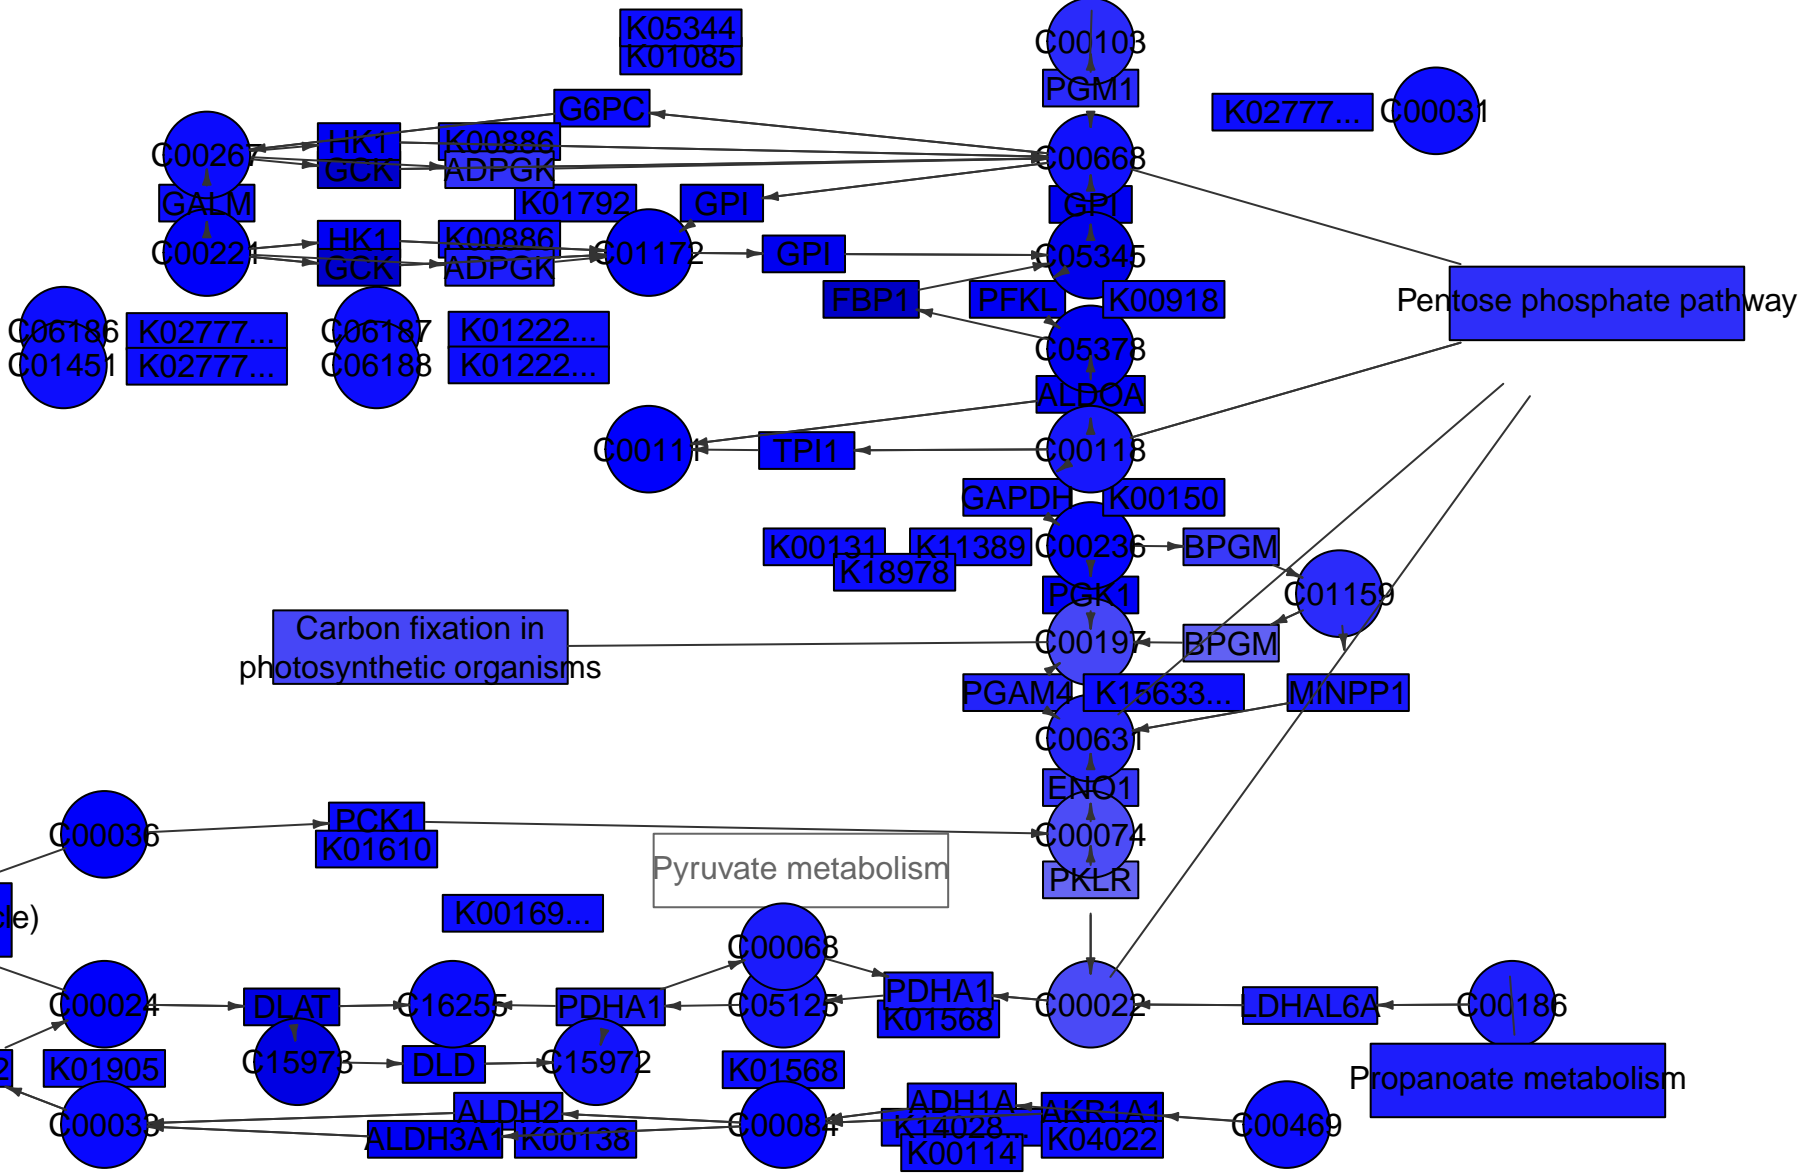 K05344
C00103
K01085
PGM1
G6PC
K02777...
C00031
HK1
K00886
C00267
C00668
GCK
ADPGK
GALM
K01792
GPI
GPI
HK1
K00886
C00221
C01172
GPI
C05345
GCK
ADPGK
FBP1
PFKL
K00918
Pentose phosphate pathway
C06186
K02777...
C06187
K01222...
C05378
C01451
K02777...
C06188
K01222...
ALDOA
C00111
TPI1
C00118
GAPDH
K00150
K00131
K11389
C00236
BPGM
K18978
PGK1
C01159
Carbon fixation in
photosynthetic organisms
C00197
BPGM
PGAM4
K15633...
MINPP1
C00631
ENO1
C00036
PCK1
C00074
K01610
Pyruvate metabolism
PKLR
cle)
K00169...
C00068
C00024
DLAT
C16255
PDHA1
C05125
PDHA1
K01568
C00022
LDHAL6A
C00186
2
K01905
C15973
DLD
C15972
K01568
Propanoate metabolism
C00033
ALDH2
ALDH3A1
K00138
C00084
ADH1A
K14028...
K00114
AKR1A1
K04022
C00469